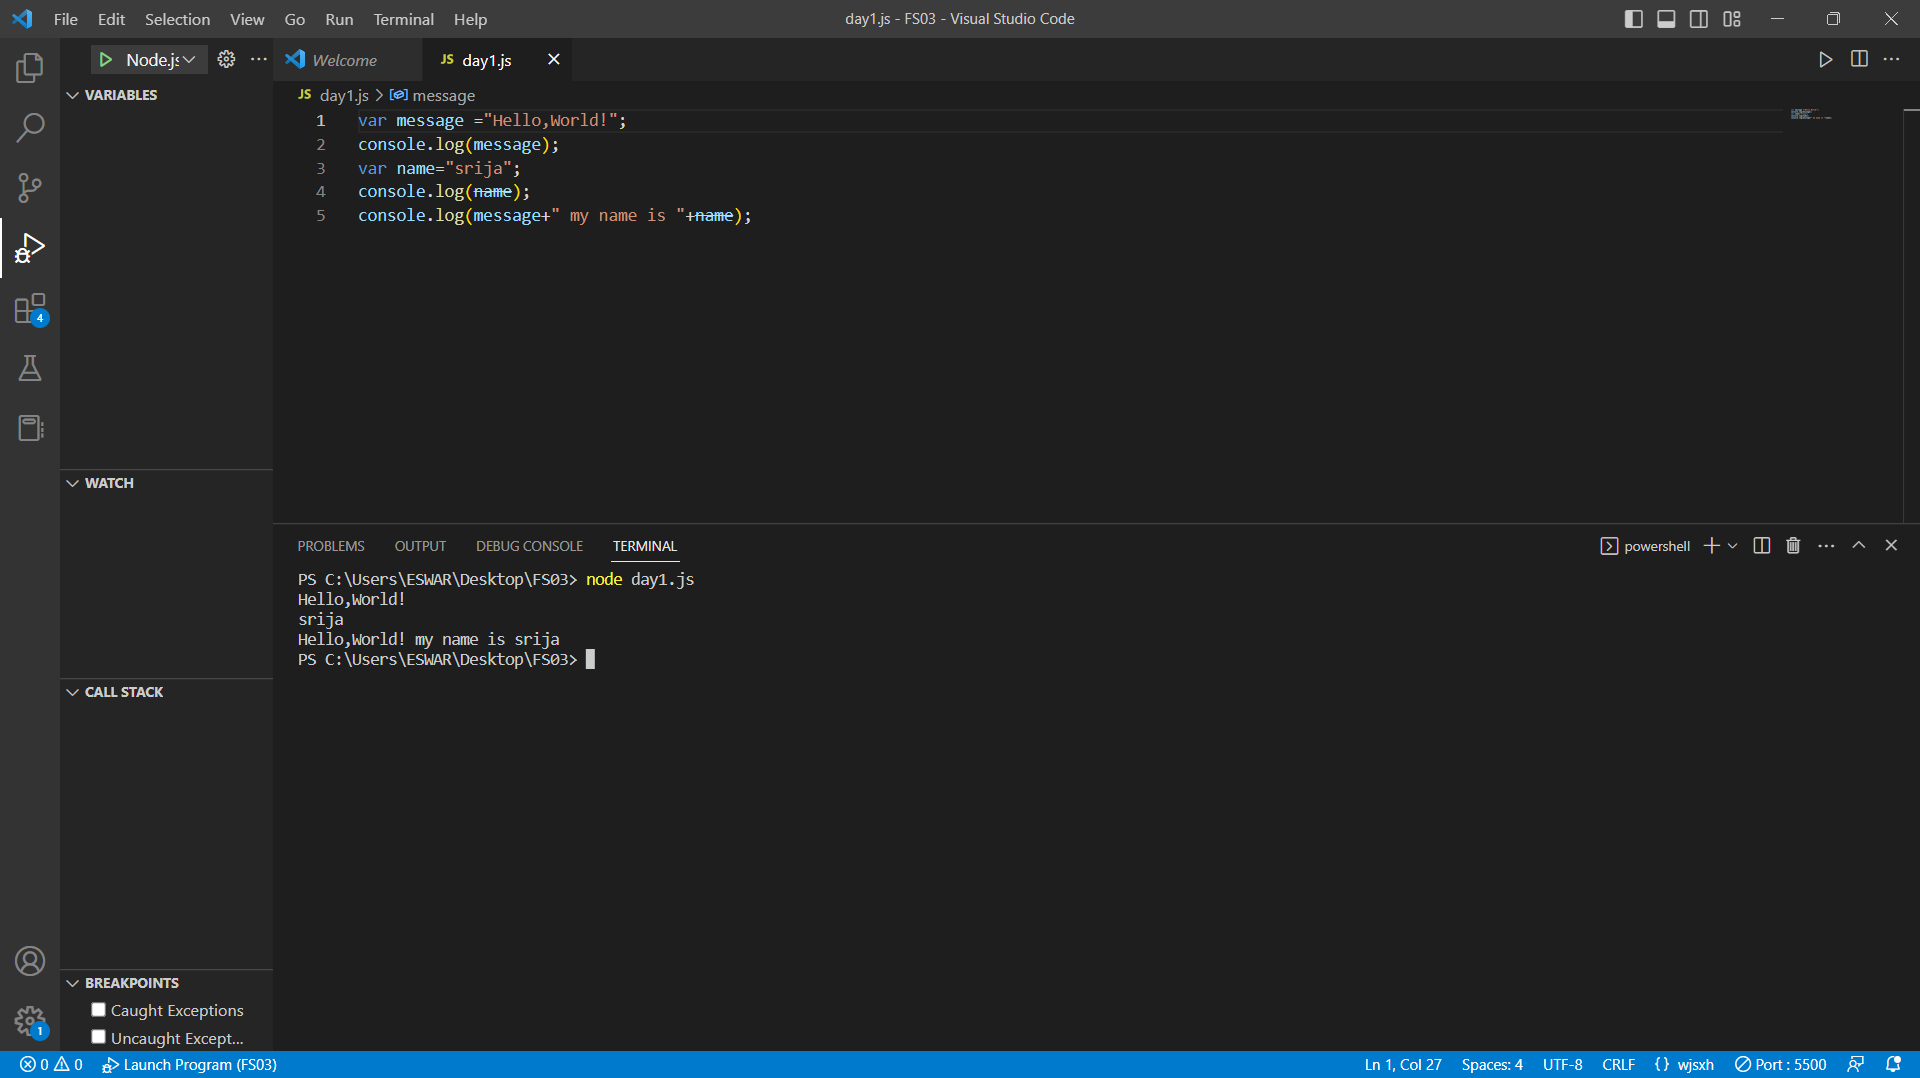 File Edit Selection View Go Run Terminal Help
day1.js - FS03 - Visual Studio Code
Node.js
Welcome
JS day1.js
VARIABLES
JS day1.js > message
1 var message ="Hello,World!";
2 console.log(message);
3 var name="srija";
4 console.log(name);
5 console.log(message+" my name is "+name);
4
WATCH
PROBLEMS OUTPUT DEBUG CONSOLE TERMINAL
powershell
PS C:\Users\ESWAR\Desktop\FS03> node day1.js
Hello,World!
srija
Hello,World! my name is srija
PS C:\Users\ESWAR\Desktop\FS03>
CALL STACK
BREAKPOINTS
Caught Exceptions
Uncaught Except...
1
0 0 Launch Program (FS03)
Ln 1, Col 27 Spaces: 4 UTF-8 CRLF {} wjsxh Port : 5500